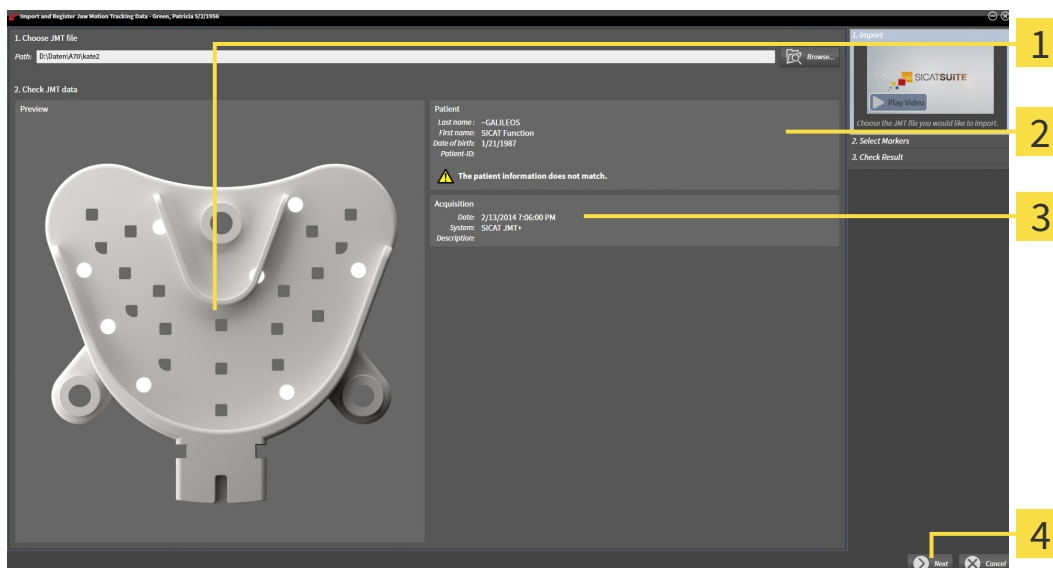 Import and Register Jaw Motion Tracking Data - Green, Patricia 5/2/1956
1. Choose JMT file
Path: D:\Daten\A70\kate2
Browse...
2. Check JMT data
Preview
Patient
Last name : ~GALILEOS
First name: SICAT Function
Date of birth: 1/21/1987
Patient-ID:
The patient information does not match.
Acquisition
Date: 2/13/2014 7:06:00 PM
System: SICAT JMT+
Description:
1. Import
SICATSUITE
Play Video
Choose the JMT file you would like to import.
2. Select Markers
3. Check Result
Next
Cancel
1
2
3
4